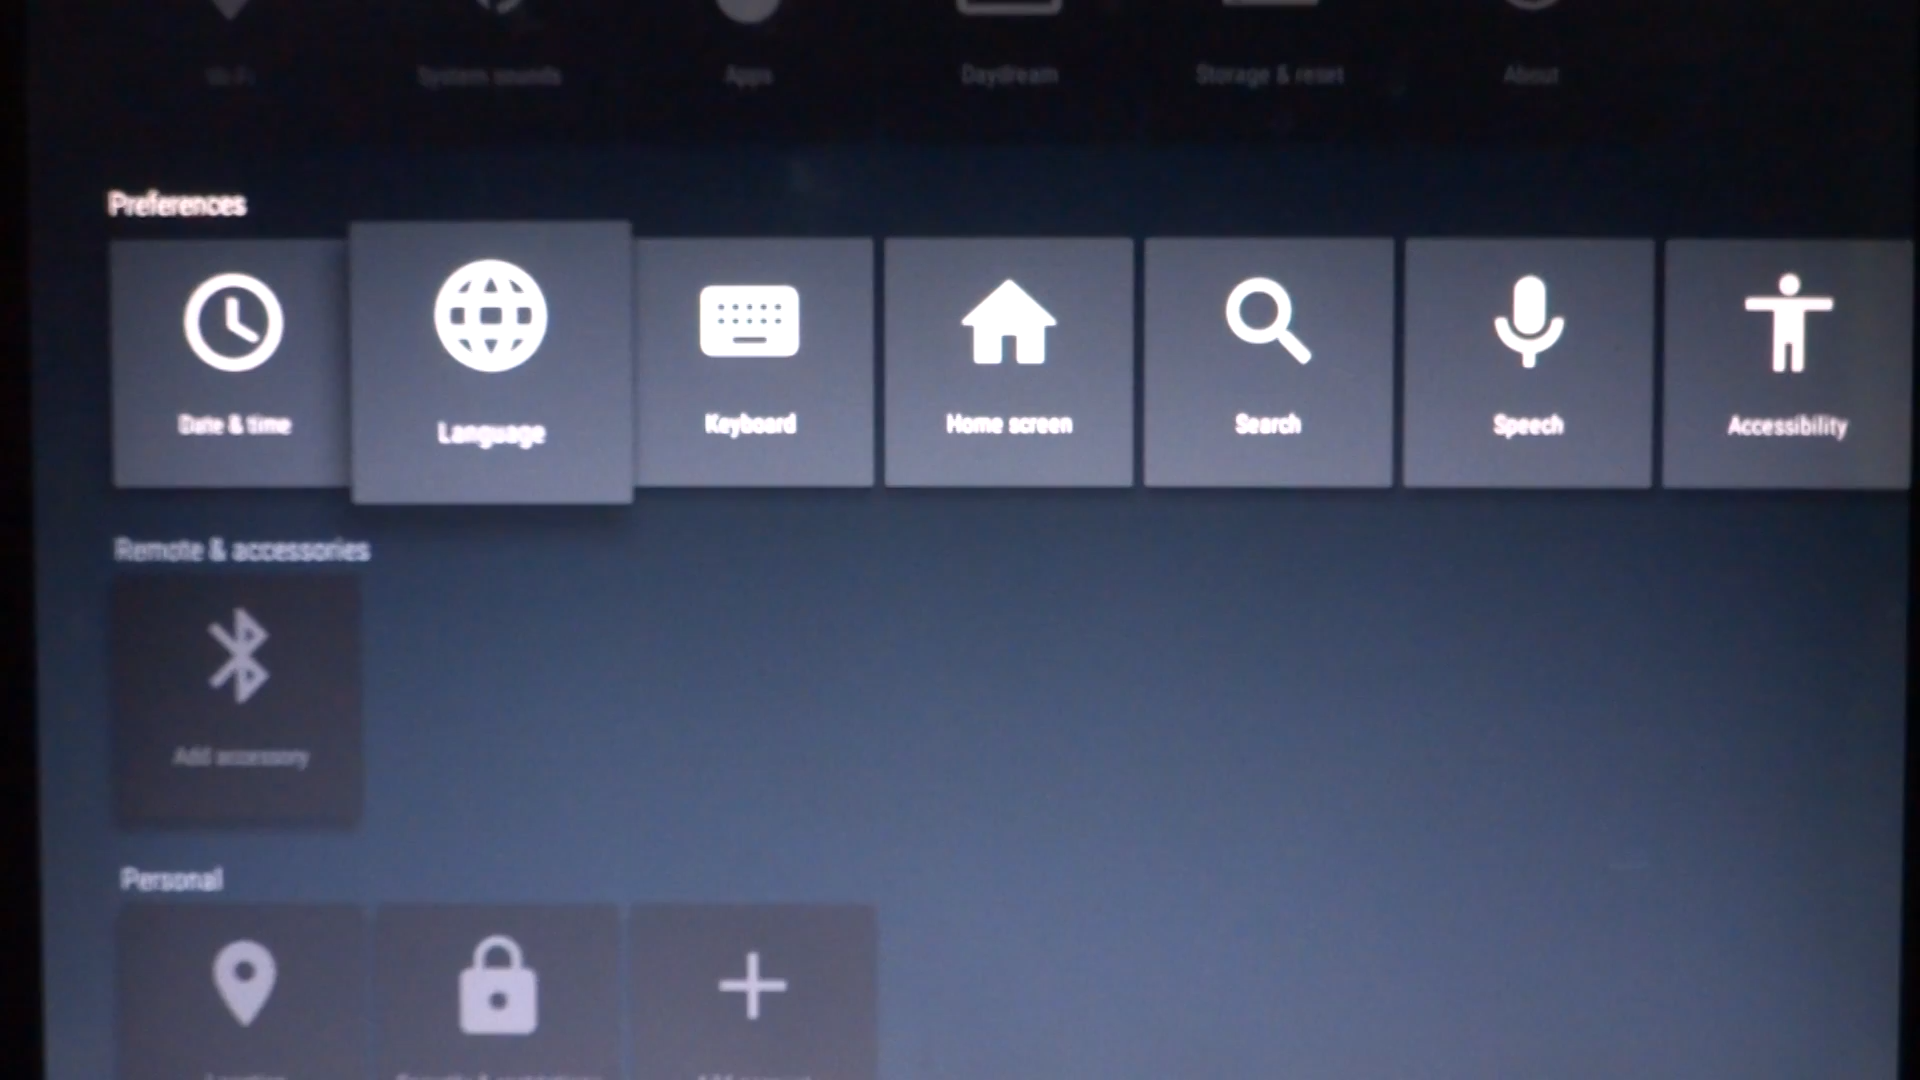 Wi-Fi System sounds Apps Daydream Storage & reset About
Preferences
Date & time Language Keyboard Home screen Search Speech Accessibility
Remote & accessories
Add accessory
Personal